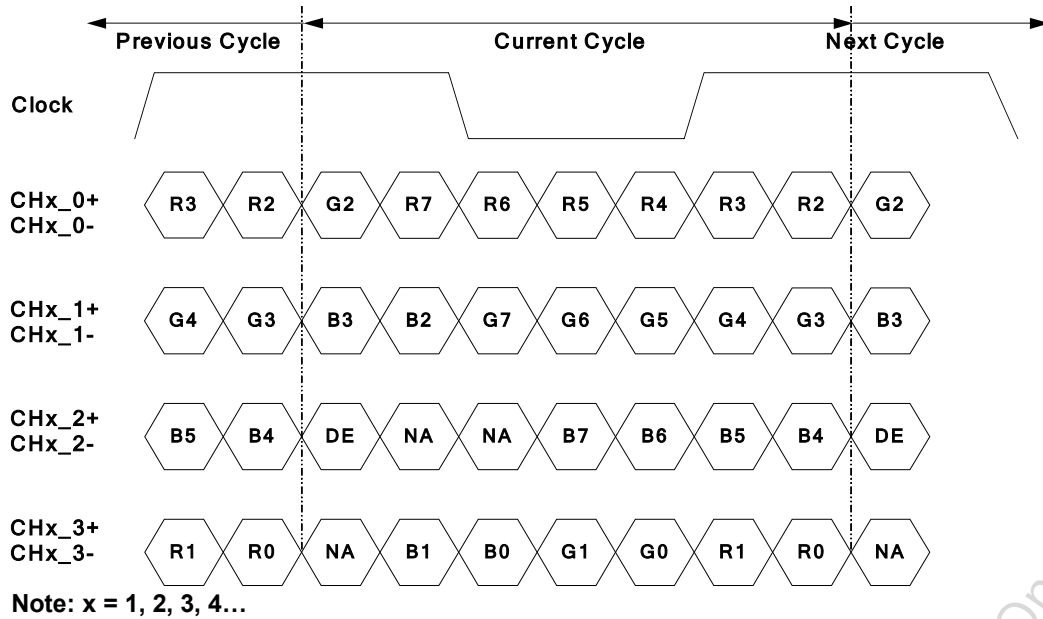 Previous Cycle Current Cycle Next Cycle
Clock
CHx_0+
CHx_0-
R3 R2 G2 R7 R6 R5 R4 R3 R2 G2
CHx_1+
CHx_1-
G4 G3 B3 B2 G7 G6 G5 G4 G3 B3
CHx_2+
CHx_2-
B5 B4 DE NA NA B7 B6 B5 B4 DE
CHx_3+
CHx_3-
R1 R0 NA B1 B0 G1 G0 R1 R0 NA
Note: x = 1, 2, 3, 4…